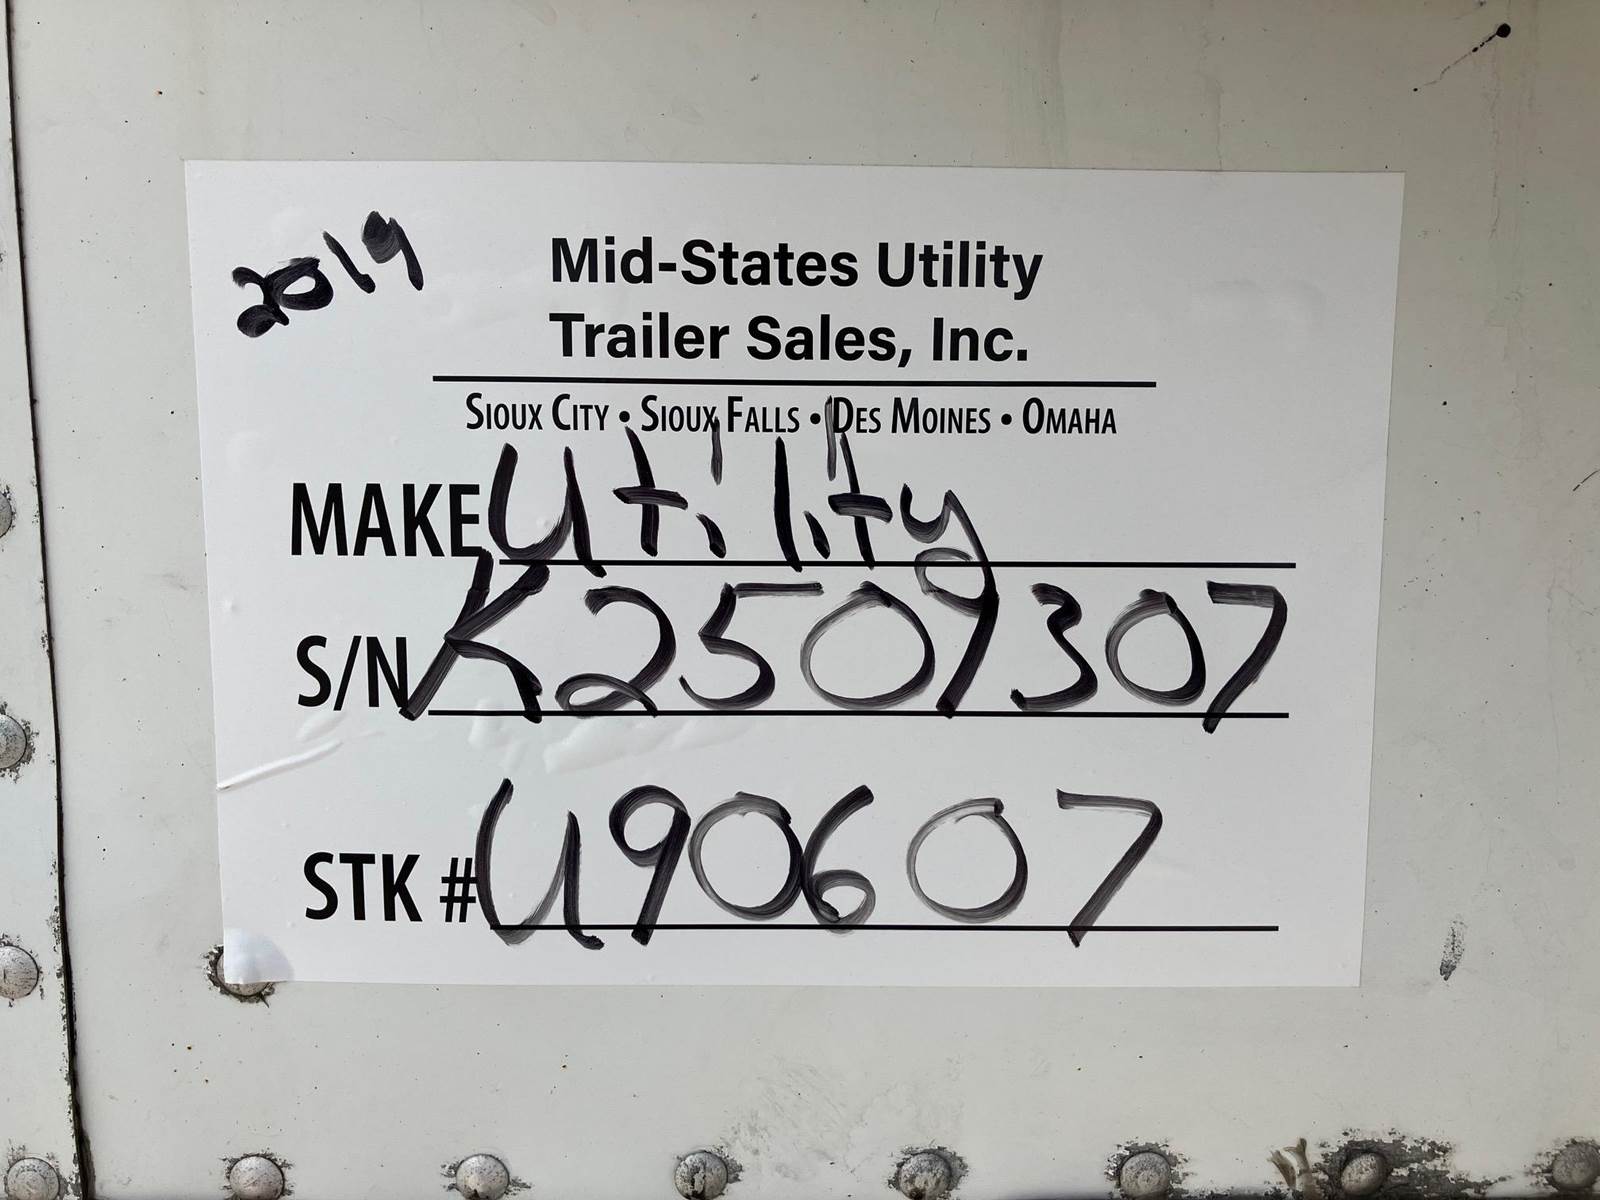 2019
Mid-States Utility
Trailer Sales, Inc.
Sioux City • Sioux Falls • Des Moines • Omaha
MAKE Utility
S/N K2509307
STK # U90607